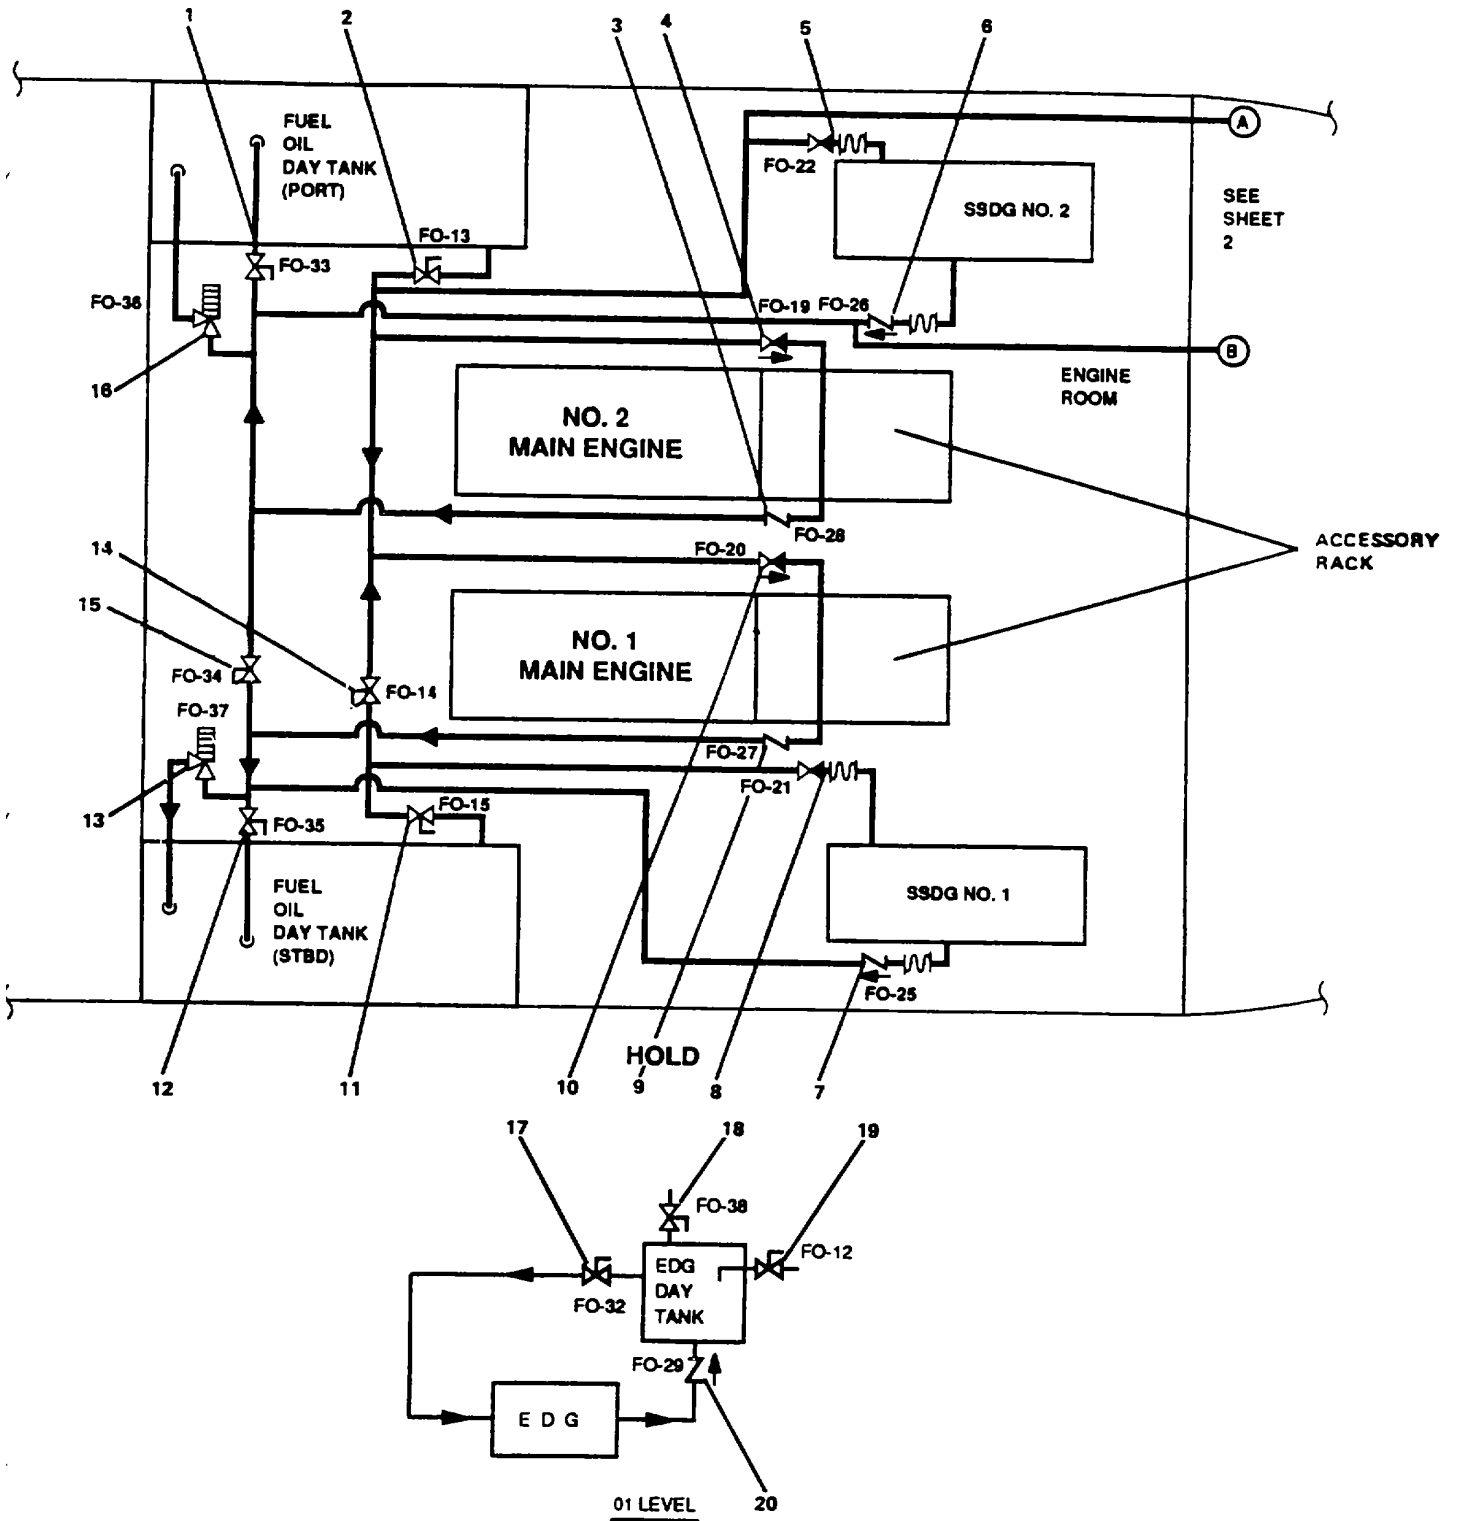 1
2
3
4
5
6
FUEL
OIL
DAY TANK
(PORT)
A
FO-22
SSDG NO. 2
SEE
SHEET
2
FO-13
FO-33
FO-36
FO-19
FO-26
B
16
ENGINE
ROOM
NO. 2
MAIN ENGINE
FO-28
14
FO-20
ACCESSORY
RACK
15
NO. 1
MAIN ENGINE
FO-34
FO-14
FO-37
FO-27
FO-21
13
FO-35
FO-15
FUEL
OIL
DAY TANK
(STBD)
SSDG NO. 1
FO-25
HOLD
12
11
10
9
8
7
17
18
19
FO-38
EDG
DAY
TANK
FO-12
FO-32
FO-29
EDG
01 LEVEL
20